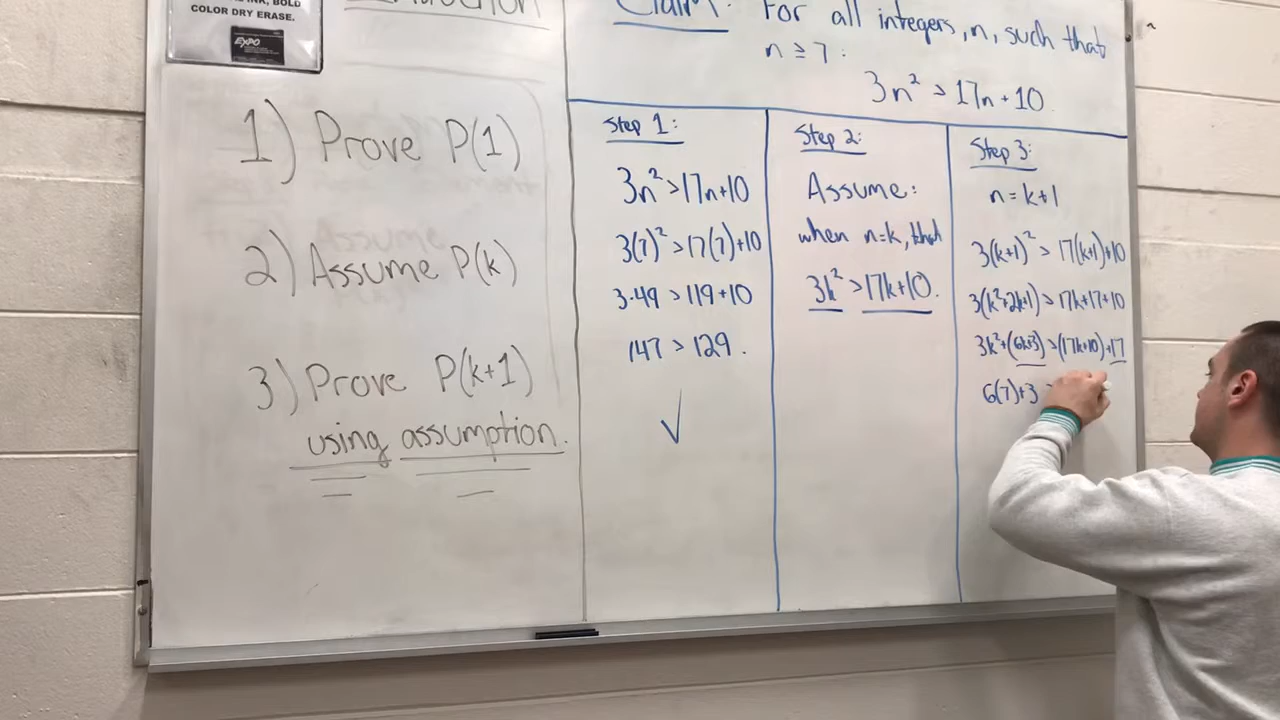 COLOR DRY ERASE.
EXPO
Claim: For all integers, n, such that
n ≥ 7:
3n² > 17n + 10
1) Prove P(1)
2) Assume P(k)
3) Prove P(k+1)
using assumption.
Step 1:
3n² > 17n+10
3(7)² > 17(7)+10
3·49 > 119+10
147 > 129.
✓
Step 2:
Assume:
when n=k, that
3k² > 17k+10.
Step 3:
n = k+1
3(k+1)² > 17(k+1)+10
3(k²+2k+1) > 17k+17+10
3k²+(6k+3) > (17k+10)+17
6(7)+3